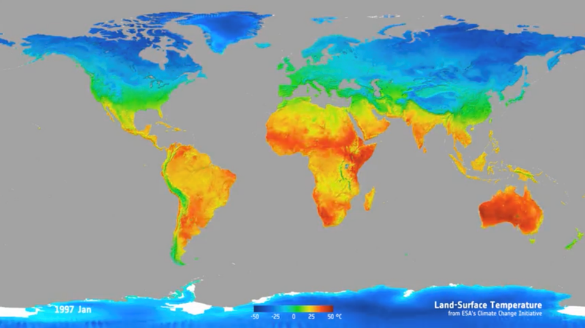 1997 Jan
-50 -25 0 25 50 °C
Land-Surface Temperature
from ESA's Climate Change Initiative